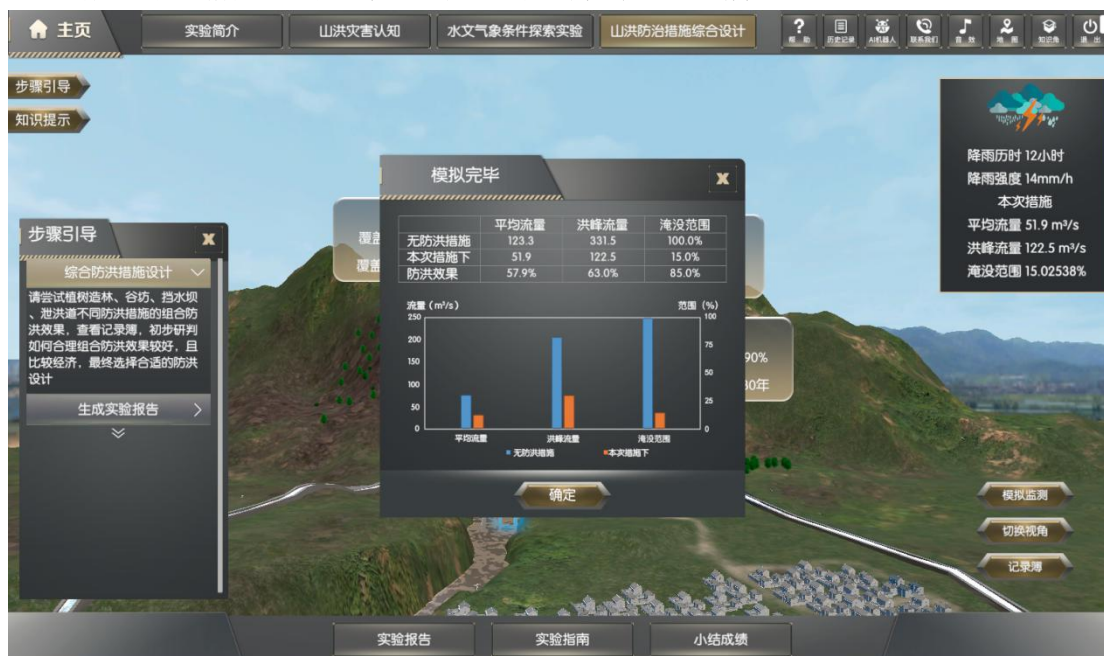 主页
实验简介
山洪灾害认知
水文气象条件探索实验
山洪防治措施综合设计
帮 助
历史记录
AI机器人
联系我们
音 效
地 图
知识角
退 出
步骤引导
知识提示
降雨历时 12小时
降雨强度 14mm/h
本次措施
平均流量 51.9 m³/s
洪峰流量 122.5 m³/s
淹没范围 15.02538%
步骤引导
X
综合防洪措施设计
请尝试植树造林、谷坊、挡水坝
、泄洪道不同防洪措施的组合防
洪效果，查看记录簿，初步研判
如何合理组合防洪效果较好，且
比较经济，最终选择合适的防洪
设计
生成实验报告
模拟完毕
X
平均流量 洪峰流量 淹没范围
无防洪措施 123.3 331.5 100.0%
本次措施下 51.9 122.5 15.0%
防洪效果 57.9% 63.0% 85.0%
流量（m³/s） 范围（%）
250 100
200
75
150
50
100
25
50
0 0
平均流量 洪峰流量 淹没范围
无防洪措施 本次措施下
确定
覆盖
覆盖
90%
30年
模拟监测
切换视角
记录簿
实验报告
实验指南
小结成绩